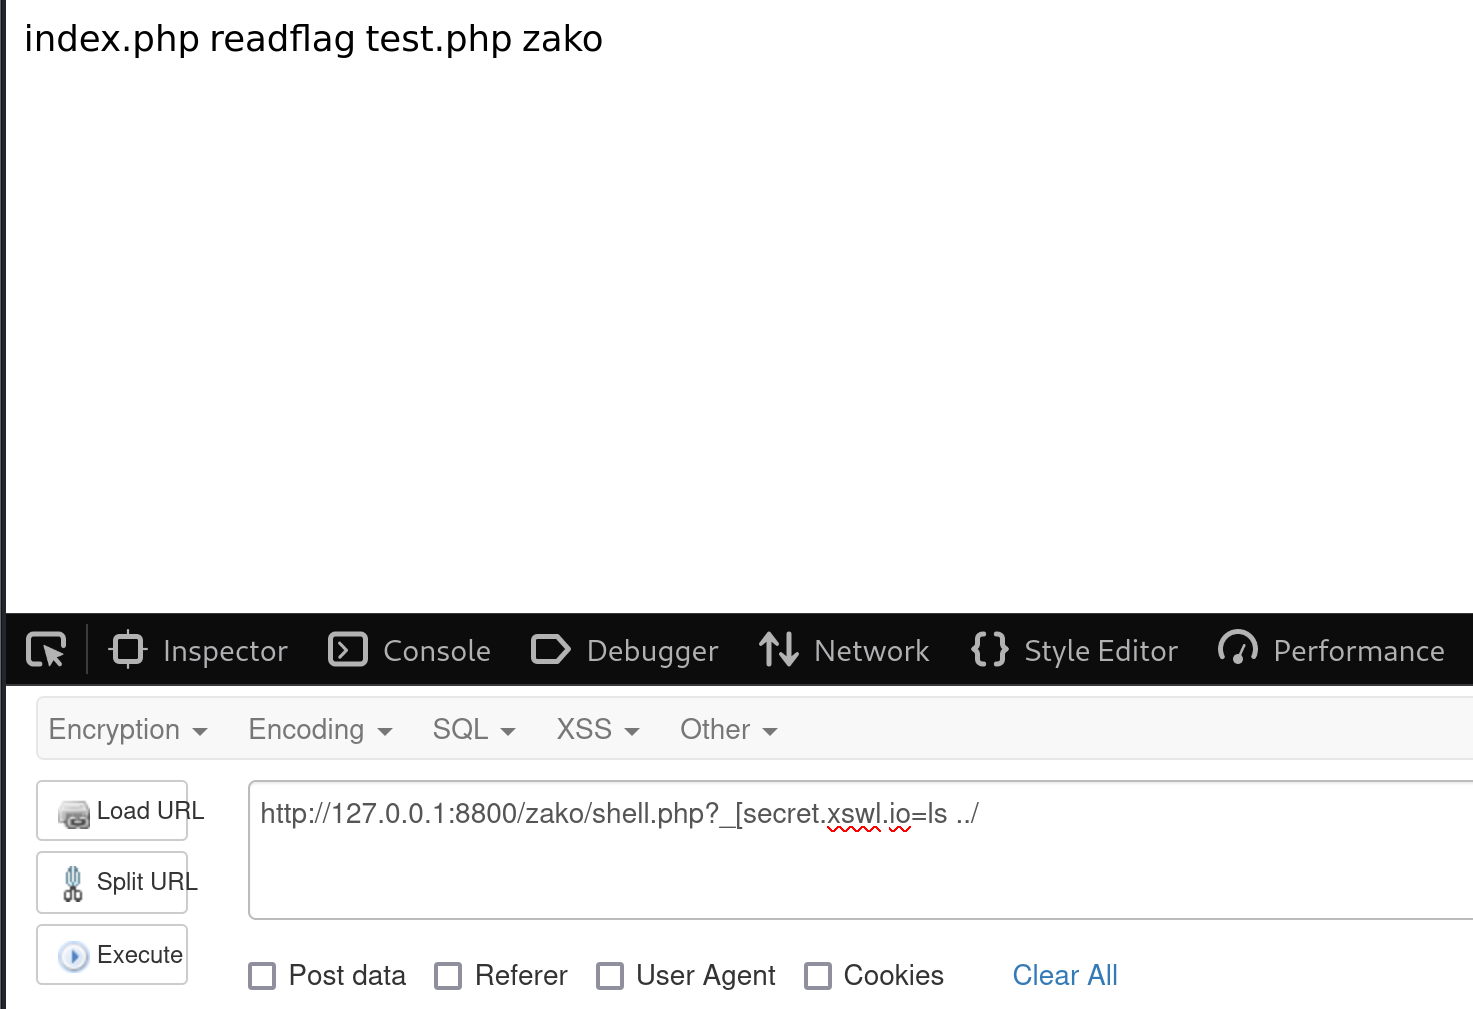 index.php readflag test.php zako
Inspector Console Debugger Network Style Editor Performance
Encryption Encoding SQL XSS Other
Load URL http://127.0.0.1:8800/zako/shell.php?_[secret.xswl.io=ls ../
Split URL
Execute
Post data Referer User Agent Cookies Clear All